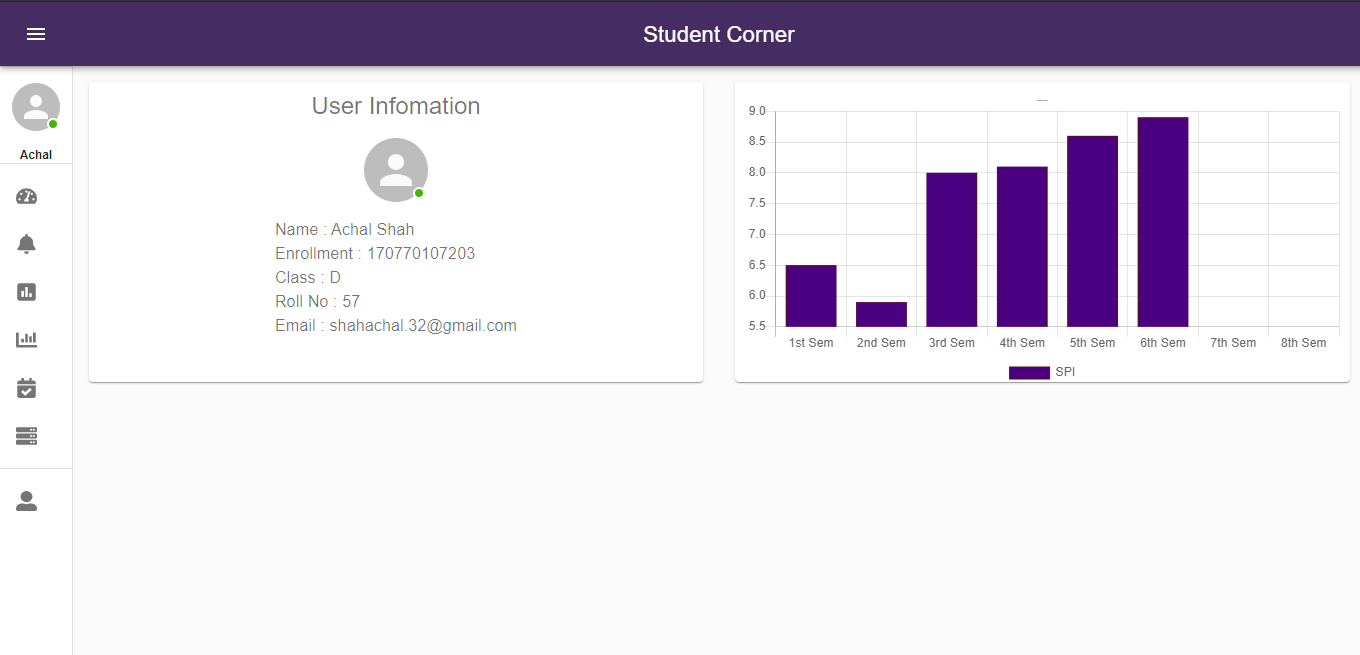 Student Corner
Achal
User Infomation
Name : Achal Shah
Enrollment : 170770107203
Class : D
Roll No : 57
Email : shahachal.32@gmail.com
9.0
8.5
8.0
7.5
7.0
6.5
6.0
5.5
1st Sem 2nd Sem 3rd Sem 4th Sem 5th Sem 6th Sem 7th Sem 8th Sem
SPI